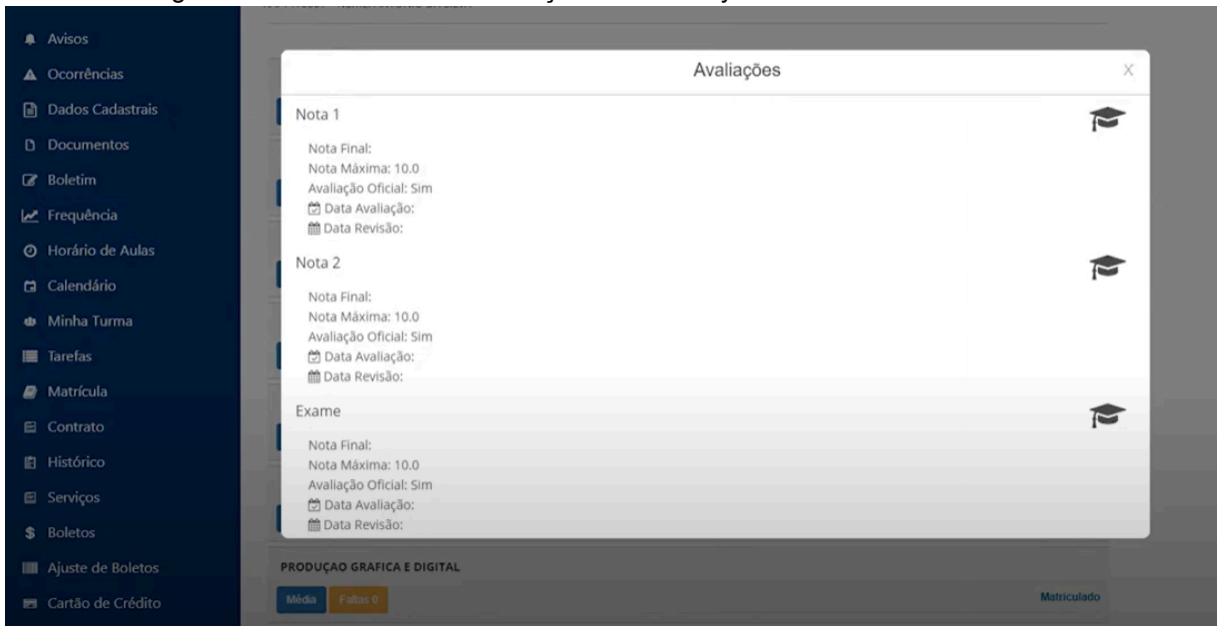 Avisos
Ocorrências
Dados Cadastrais
Documentos
Boletim
Frequência
Horário de Aulas
Calendário
Minha Turma
Tarefas
Matrícula
Contrato
Histórico
Serviços
Boletos
Ajuste de Boletos
Cartão de Crédito
Avaliações X
Nota 1
Nota Final:
Nota Máxima: 10.0
Avaliação Oficial: Sim
Data Avaliação:
Data Revisão:
Nota 2
Nota Final:
Nota Máxima: 10.0
Avaliação Oficial: Sim
Data Avaliação:
Data Revisão:
Exame
Nota Final:
Nota Máxima: 10.0
Avaliação Oficial: Sim
Data Avaliação:
Data Revisão:
PRODUÇAO GRAFICA E DIGITAL
Média Faltas 0 Matriculado